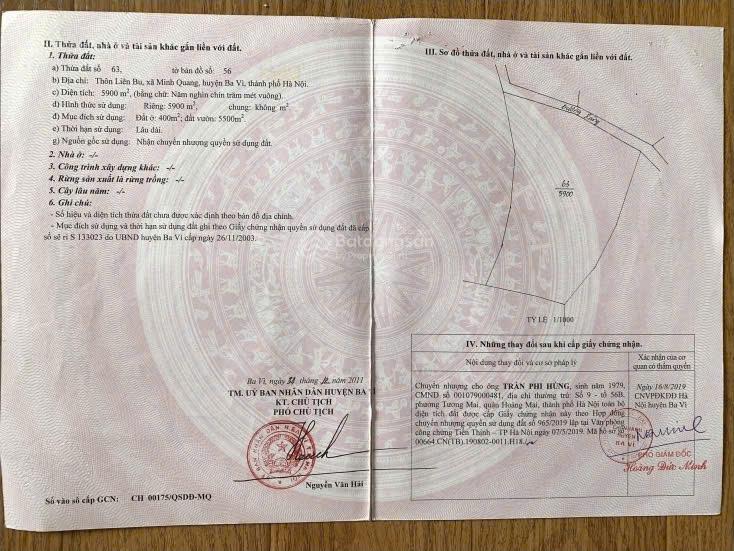 II. Thửa đất, nhà ở và tài sản khác gắn liền với đất.
1. Thửa đất:
a) Thửa đất số 63, tờ bản đồ số: 56
b) Địa chỉ: Thôn Liên Bu, xã Minh Quang, huyện Ba Vì, thành phố Hà Nội.
c) Diện tích: 5900 m², (bằng chữ: Năm nghìn chín trăm mét vuông).
d) Hình thức sử dụng: Riêng: 5900 m², chung: không m².
đ) Mục đích sử dụng: Đất ở: 400m²; đất vườn: 5500m².
e) Thời hạn sử dụng: Lâu dài.
g) Nguồn gốc sử dụng: Nhận chuyển nhượng quyền sử dụng đất.
2. Nhà ở: -/-
3. Công trình xây dựng khác: -/-
4. Rừng sản xuất là rừng trồng: -/-
5. Cây lâu năm: -/-
6. Ghi chú:
- Số hiệu và diện tích thửa đất chưa được xác định theo bản đồ địa chính.
- Mục đích sử dụng và thời hạn sử dụng đất ghi theo Giấy chứng nhận quyền sử dụng đất đã cấp
số sê ri S 133023 do UBND huyện Ba Vì cấp ngày 26/11/2003.
Batdongsan
Ba Vì, ngày tháng 12 năm 2011
TM. UỶ BAN NHÂN DÂN HUYỆN BA VÌ
KT. CHỦ TỊCH
PHÓ CHỦ TỊCH
Nguyễn Văn Hải
Số vào sổ cấp GCN: CH 00175/QSDĐ-MQ
III. Sơ đồ thửa đất, nhà ở và tài sản khác gắn liền với đất.
Đường Làng
63
5900
TỶ LỆ 1/1000
IV. Những thay đổi sau khi cấp giấy chứng nhận.
Nội dung thay đổi và cơ sở pháp lý
Xác nhận của cơ
quan có thẩm quyền
Chuyển nhượng cho ông TRẦN PHI HÙNG, sinh năm 1979,
CMND số 001079000481, địa chỉ thường trú: Số 9 - tổ 56B,
phường Tương Mai, quận Hoàng Mai, thành phố Hà Nội toàn bộ
diện tích đất được cấp Giấy chứng nhận này theo Hợp đồng
chuyển nhượng quyền sử dụng đất số 965/2019 lập tại Văn phòng
công chứng Tiến Thịnh – TP Hà Nội ngày 07/5/2019. Mã hồ sơ số
00664.CN(TB).190802-0011.H18.
Ngày 16/8/2019
CNVPĐKĐĐ Hà
Nội huyện Ba Vì
CHI NHÁNH
HUYỆN
BA VÌ
PHÓ GIÁM ĐỐC
Hoàng Đức Minh